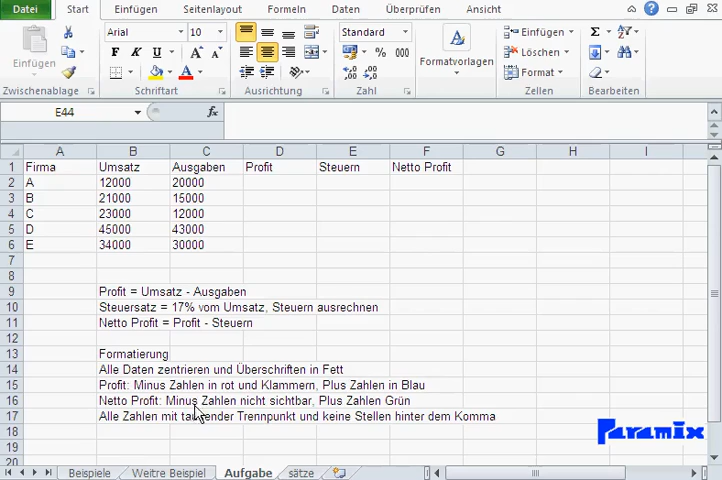 Datei Start Einfügen Seitenlayout Formeln Daten Überprüfen Ansicht
Einfügen
Arial 10
F K U A A
A
Standard
% 000
Formatvorlagen
Einfügen
Löschen
Format
Zwischenablage Schriftart Ausrichtung Zahl Zellen Bearbeiten
E44 fx
A B C D E F G H I
1 Firma Umsatz Ausgaben Profit Steuern Netto Profit
2 A 12000 20000
3 B 21000 15000
4 C 23000 12000
5 D 45000 43000
6 E 34000 30000
7
8
9 Profit = Umsatz - Ausgaben
10 Steuersatz = 17% vom Umsatz, Steuern ausrechnen
11 Netto Profit = Profit - Steuern
12
13 Formatierung
14 Alle Daten zentrieren und Überschriften in Fett
15 Profit: Minus Zahlen in rot und Klammern, Plus Zahlen in Blau
16 Netto Profit: Minus Zahlen nicht sichtbar, Plus Zahlen Grün
17 Alle Zahlen mit tausender Trennpunkt und keine Stellen hinter dem Komma
18
19
20
Paramix
Beispiele Weitre Beispiel Aufgabe sätze